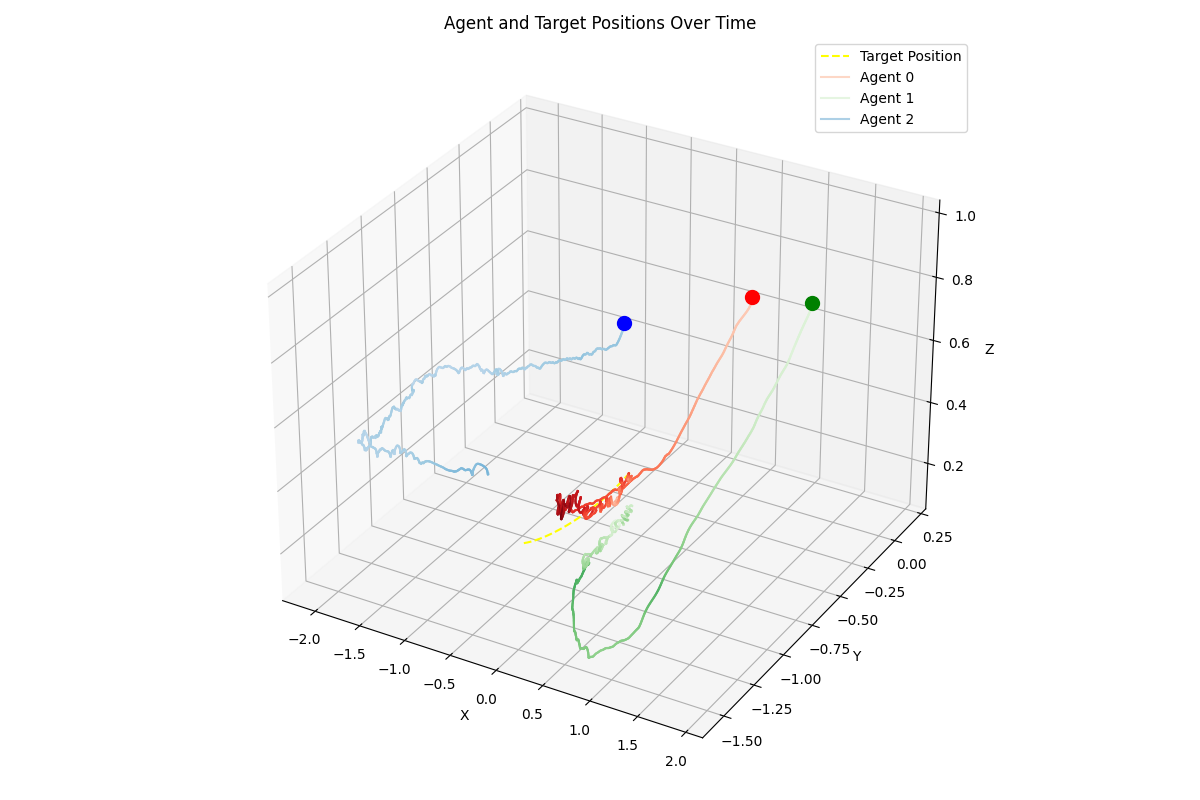 Agent and Target Positions Over Time
Target Position
Agent 0
Agent 1
Agent 2
1.0
0.8
Z
0.6
0.4
0.2
0.25
0.00
−0.25
−0.50
−0.75
Y
−1.00
−1.25
−1.50
−2.0
−1.5
−1.0
−0.5
0.0
X
0.5
1.0
1.5
2.0